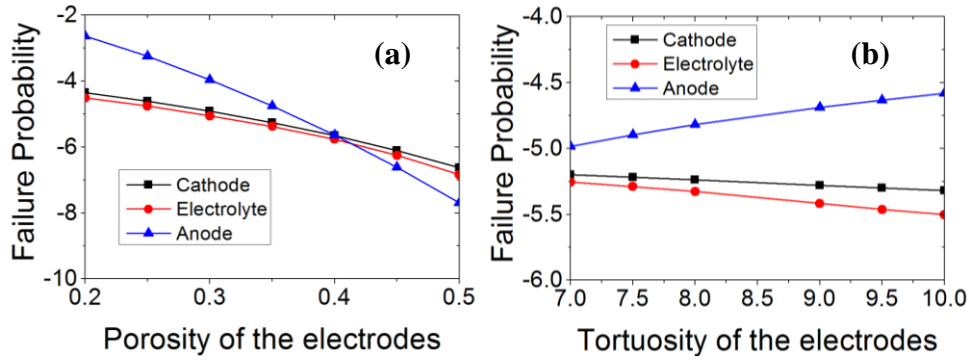 (a)
Failure Probability
-2
-4
-6
-8
-10
Cathode
Electrolyte
Anode
0.2 0.3 0.4 0.5
Porosity of the electrodes
(b)
Failure Probability
-4.0
-4.5
-5.0
-5.5
-6.0
Cathode
Electrolyte
Anode
7.0 7.5 8.0 8.5 9.0 9.5 10.0
Tortuosity of the electrodes